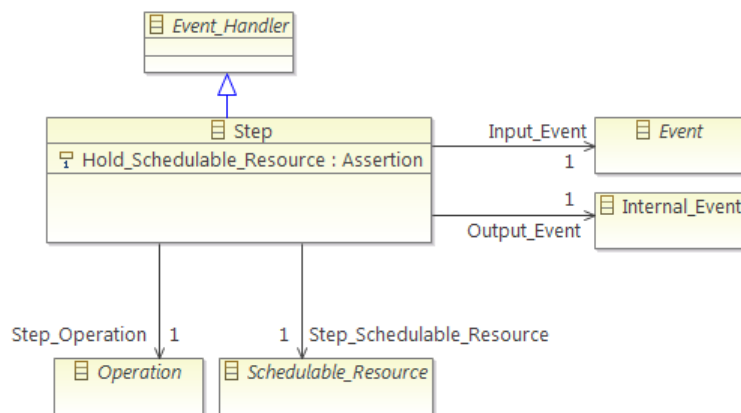 Event_Handler
Step
Hold_Schedulable_Resource : Assertion
Input_Event
1
Event
1
Output_Event
Internal_Event
Step_Operation
1
1
Step_Schedulable_Resource
Operation
Schedulable_Resource